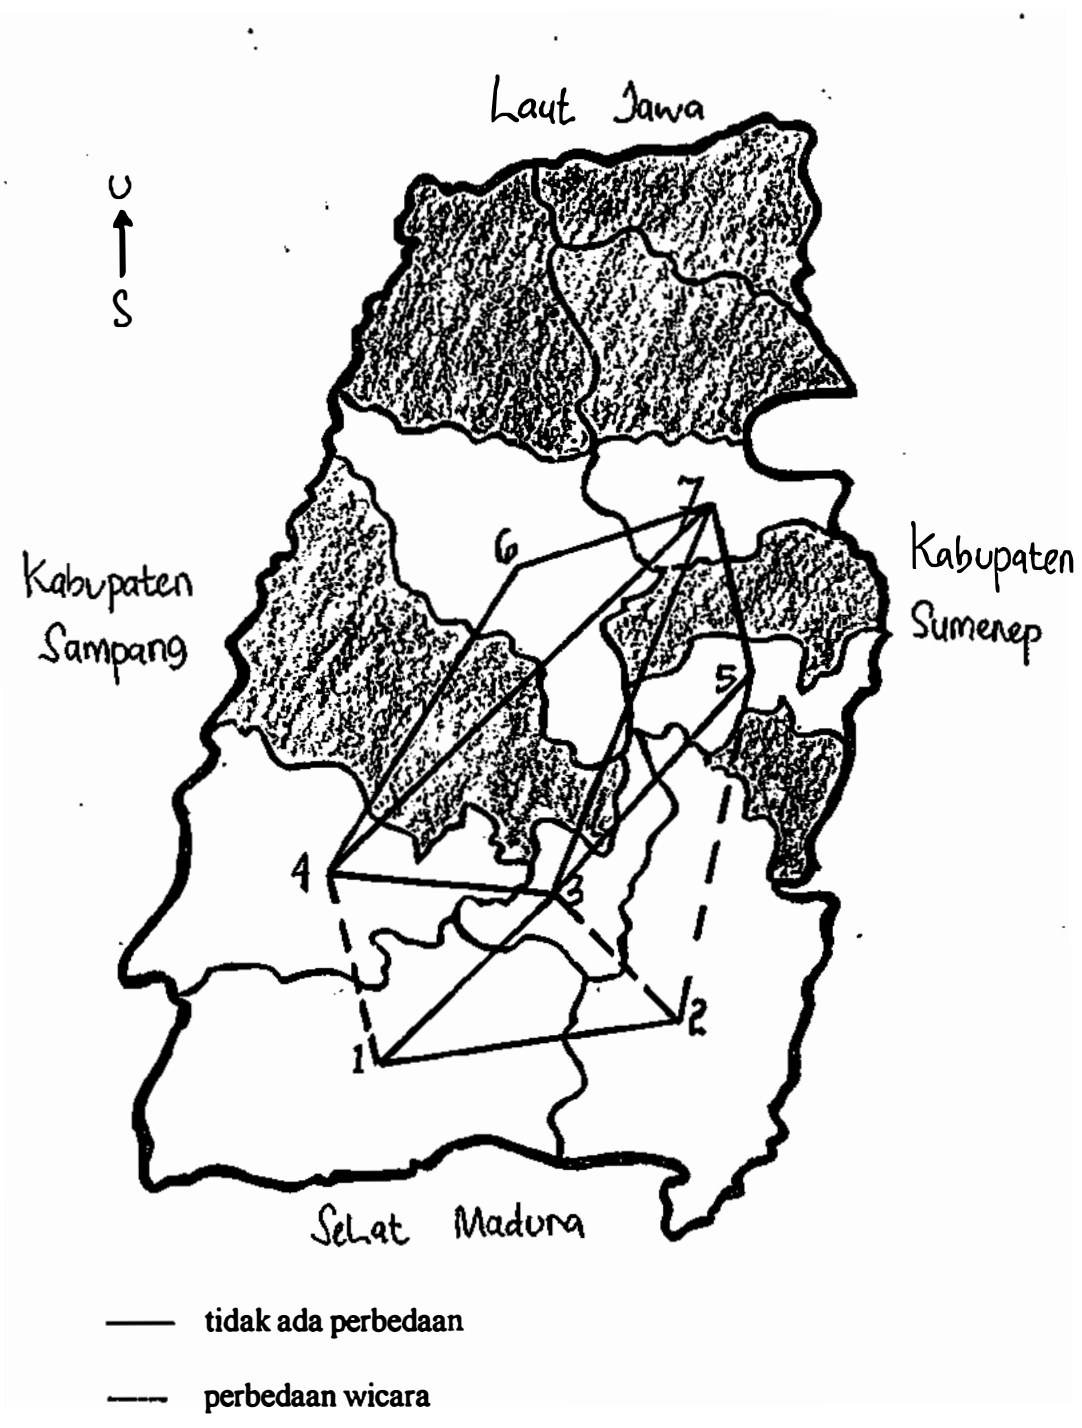 Laut Jawa
U
S
7
6
Kabupaten
Sumenep
Kabupaten
Sampang
5
4
3
2
1
Selat Madura
tidak ada perbedaan
perbedaan wicara